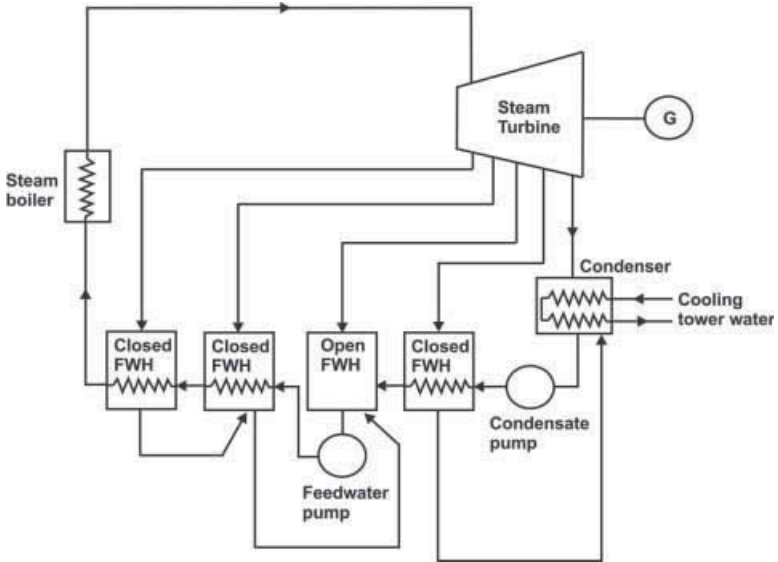 Steam
Turbine
G
Steam
boiler
Condenser
Cooling
tower water
Closed
FWH
Closed
FWH
Open
FWH
Closed
FWH
Condensate
pump
Feedwater
pump